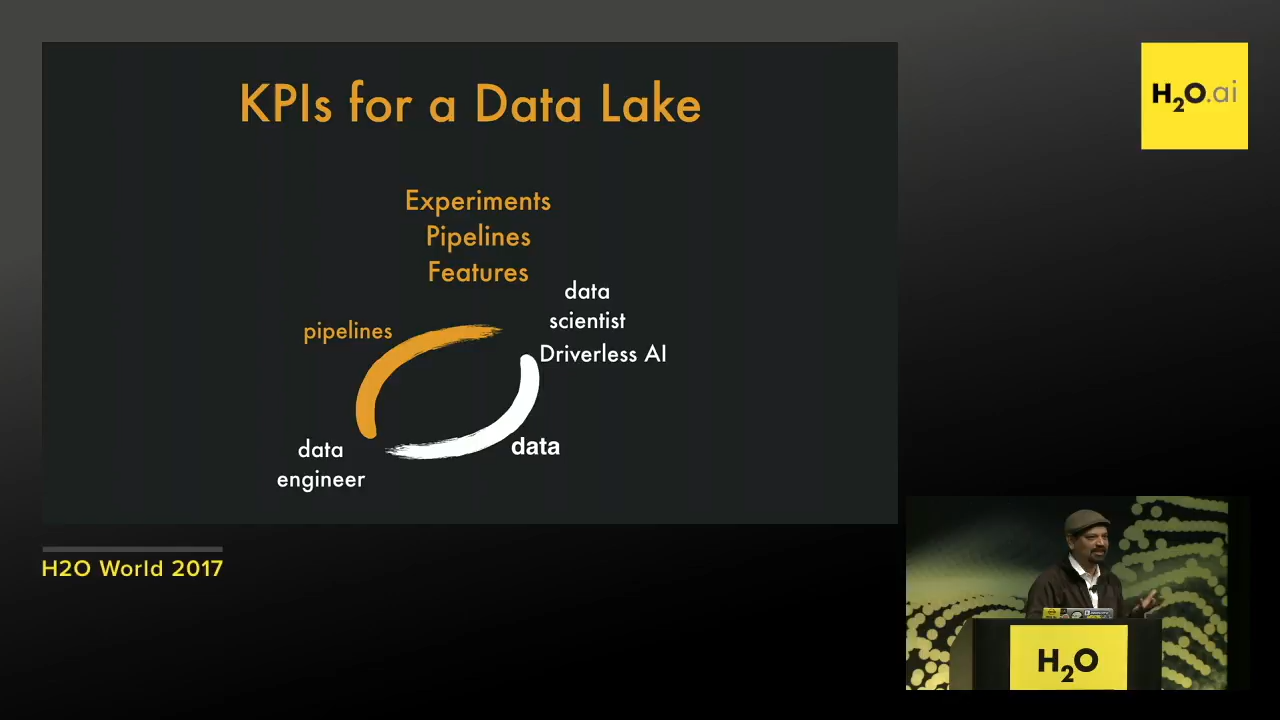 KPIs for a Data Lake
H2O.ai
Experiments
Pipelines
Features
data
scientist
pipelines
Driverless AI
data
engineer
data
H2O World 2017
H2O